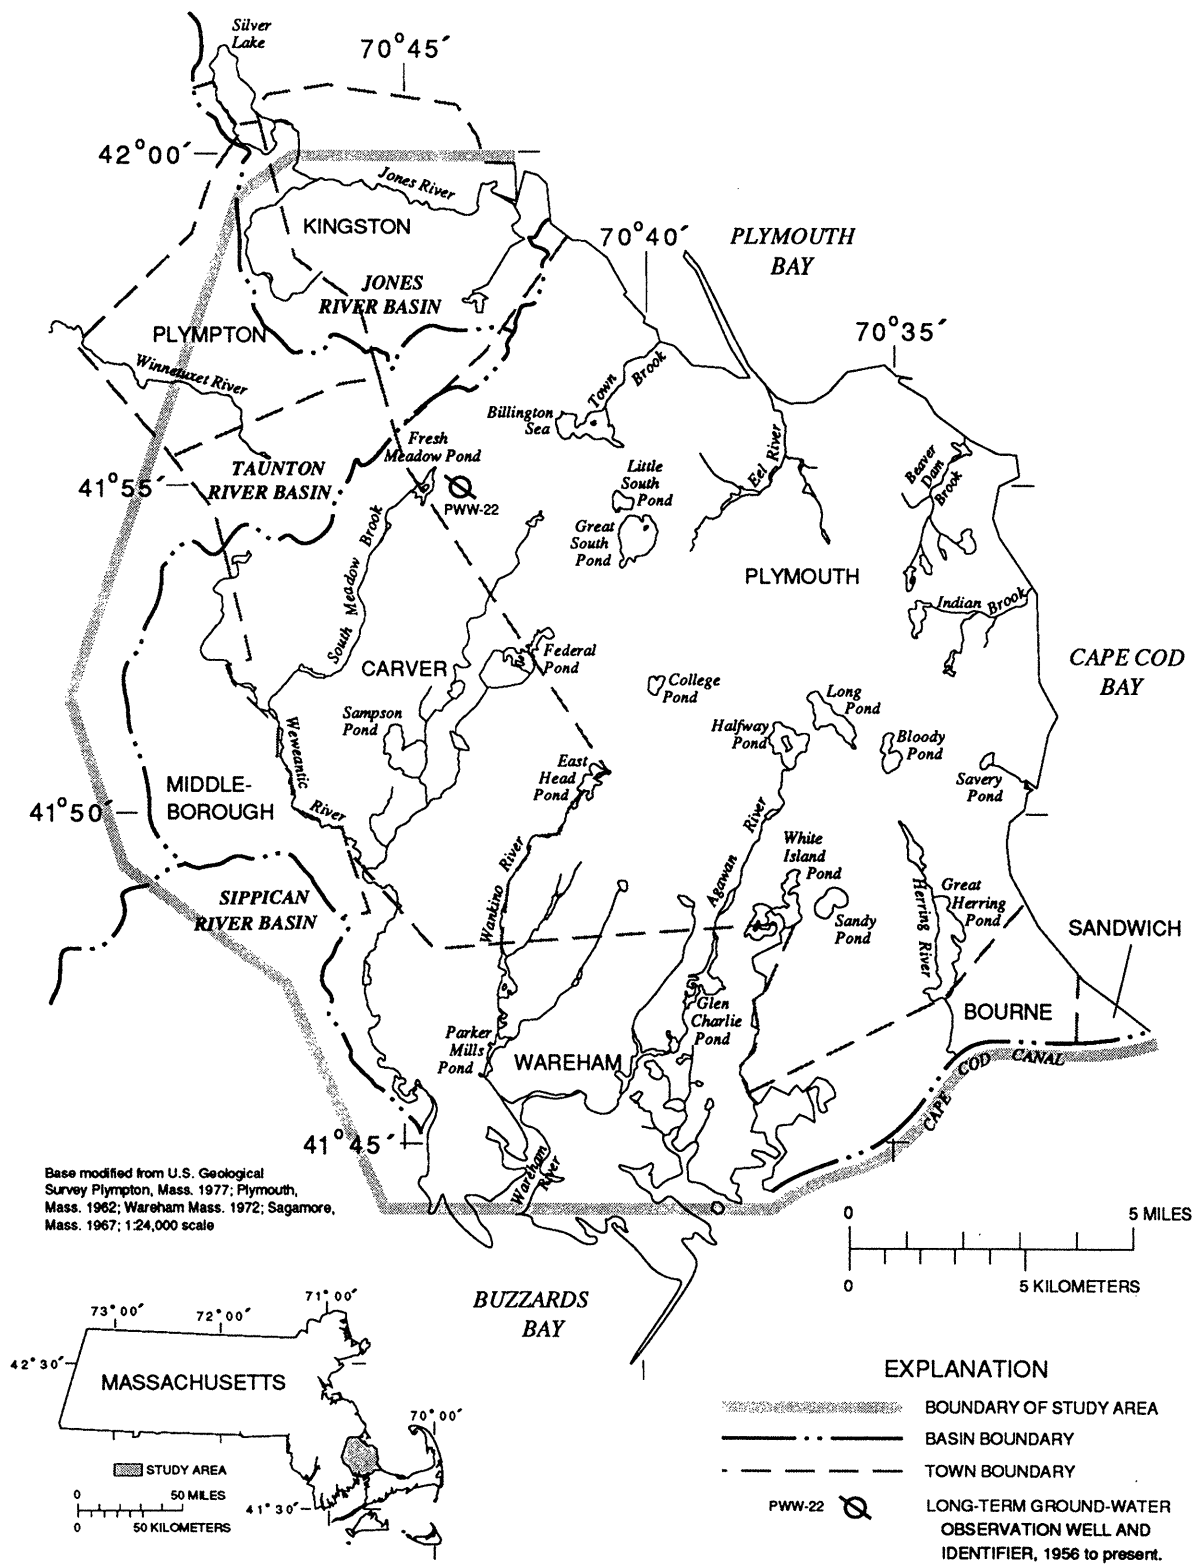 Silver
Lake
70°45′
42°00′
Jones River
KINGSTON
70°40′
PLYMOUTH
BAY
JONES
RIVER BASIN
70°35′
PLYMPTON
Winnetuxet River
Town Brook
Billington
Sea
Eel River
Beaver
Dam
Brook
Fresh
Meadow Pond
TAUNTON
RIVER BASIN
41°55′
PWW-22
Little
South
Pond
Great
South
Pond
South Meadow Brook
PLYMOUTH
Indian Brook
CARVER
Federal
Pond
CAPE COD
BAY
College
Pond
Long
Pond
Sampson
Pond
Halfway
Pond
Bloody
Pond
Weweantic River
East
Head
Pond
Savery
Pond
MIDDLE-
BOROUGH
41°50′
Wankino River
Agawan River
White
Island
Pond
Herring River
Great
Herring
Pond
SIPPICAN
RIVER BASIN
Sandy
Pond
SANDWICH
Glen
Charlie
Pond
BOURNE
Parker
Mills
Pond
WAREHAM
CAPE COD CANAL
41°45′
Wareham
River
Base modified from U.S. Geological
Survey Plympton, Mass. 1977; Plymouth,
Mass. 1962; Wareham Mass. 1972; Sagamore,
Mass. 1967; 1:24,000 scale
0 5 MILES
0 5 KILOMETERS
BUZZARDS
BAY
73°00′ 72°00′ 71°00′
42°30′
MASSACHUSETTS
70°00′
STUDY AREA
0 50 MILES
0 50 KILOMETERS
41°30′
EXPLANATION
BOUNDARY OF STUDY AREA
BASIN BOUNDARY
TOWN BOUNDARY
PWW-22 LONG-TERM GROUND-WATER
OBSERVATION WELL AND
IDENTIFIER, 1956 to present.